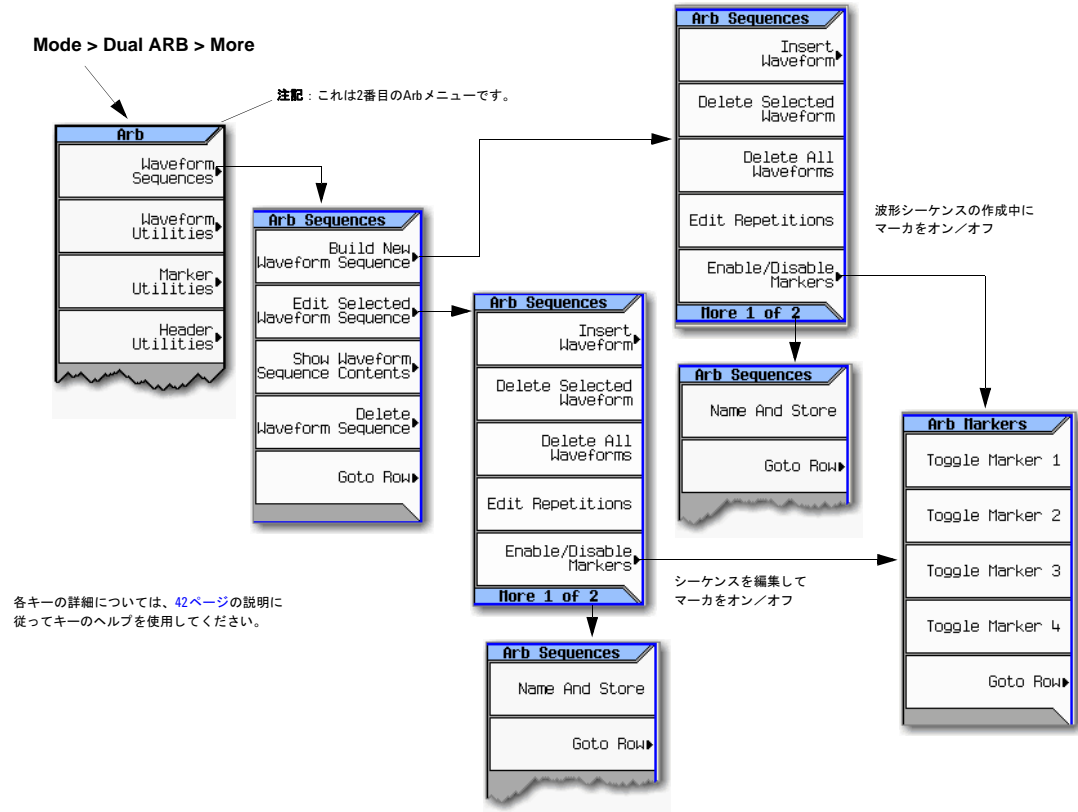 Mode > Dual ARB > More
注記：これは2番目のArbメニューです。
Arb
Waveform
Sequences
Waveform
Utilities
Marker
Utilities
Header
Utilities
Arb Sequences
Build New
Waveform Sequence
Edit Selected
Waveform Sequence
Show Waveform
Sequence Contents
Delete
Waveform Sequence
Goto Row
Arb Sequences
Insert
Waveform
Delete Selected
Waveform
Delete All
Waveforms
Edit Repetitions
Enable/Disable
Markers
More 1 of 2
Arb Sequences
Name And Store
Goto Row
Arb Sequences
Insert
Waveform
Delete Selected
Waveform
Delete All
Waveforms
Edit Repetitions
Enable/Disable
Markers
More 1 of 2
Arb Sequences
Name And Store
Goto Row
波形シーケンスの作成中に
マーカをオン／オフ
シーケンスを編集して
マーカをオン／オフ
Arb Markers
Toggle Marker 1
Toggle Marker 2
Toggle Marker 3
Toggle Marker 4
Goto Row
各キーの詳細については、42ページの説明に
従ってキーのヘルプを使用してください。